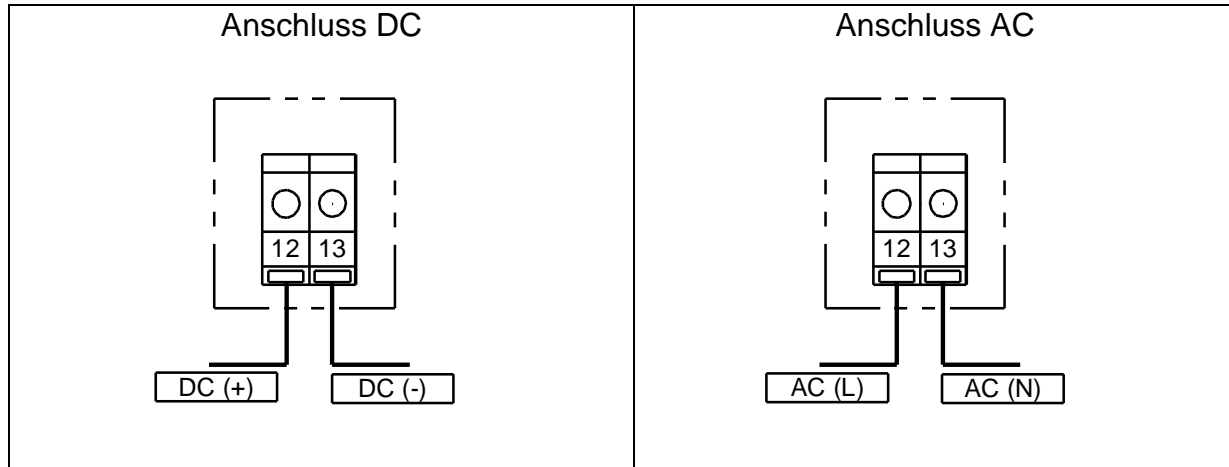 Anschluss DC
12 13
DC (+) DC (-)
Anschluss AC
12 13
AC (L) AC (N)